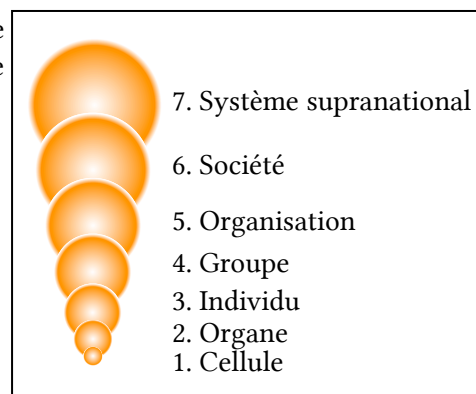 e
e
7. Système supranational
6. Société
5. Organisation
4. Groupe
3. Individu
2. Organe
1. Cellule